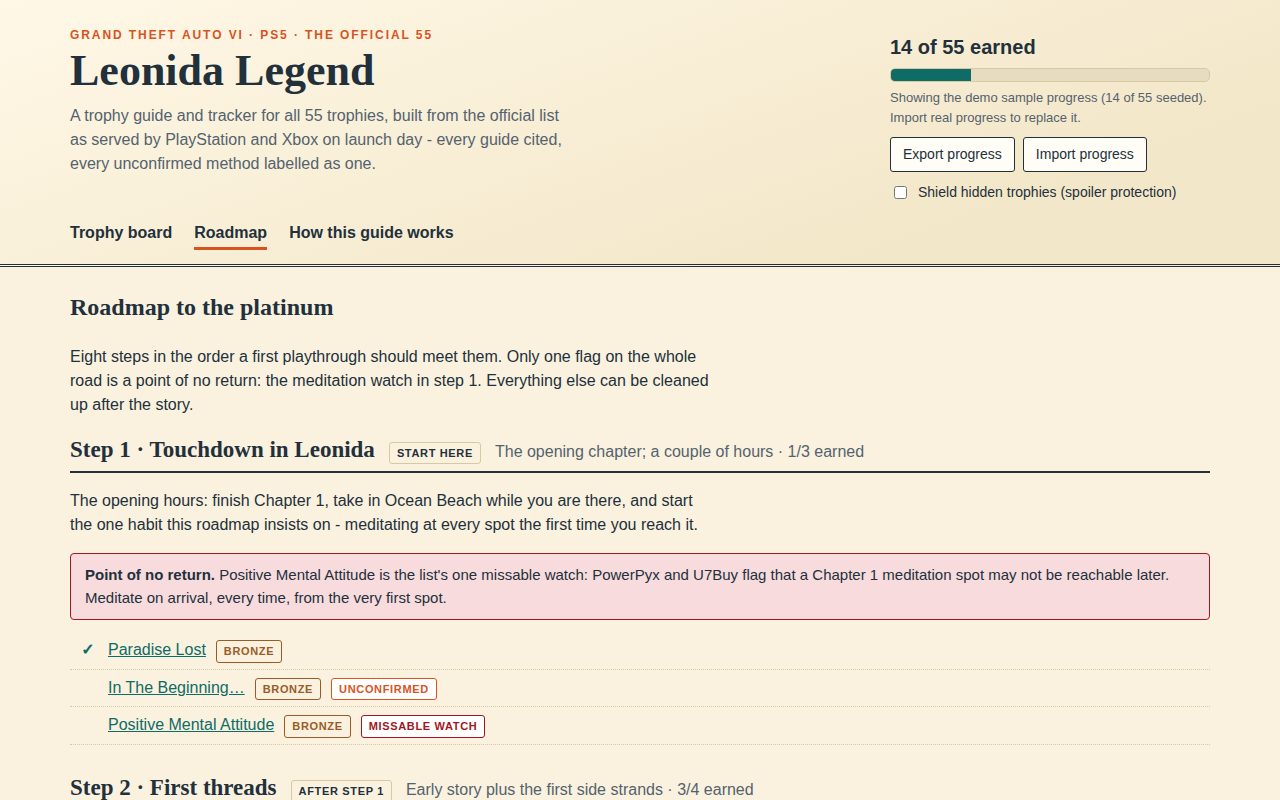 GRAND THEFT AUTO VI · PS5 · THE OFFICIAL 55
Leonida Legend
A trophy guide and tracker for all 55 trophies, built from the official list
as served by PlayStation and Xbox on launch day - every guide cited,
every unconfirmed method labelled as one.
14 of 55 earned
Showing the demo sample progress (14 of 55 seeded).
Import real progress to replace it.
Export progress Import progress
Shield hidden trophies (spoiler protection)
Trophy board Roadmap How this guide works
Roadmap to the platinum
Eight steps in the order a first playthrough should meet them. Only one flag on the whole
road is a point of no return: the meditation watch in step 1. Everything else can be cleaned
up after the story.
Step 1 · Touchdown in Leonida START HERE The opening chapter; a couple of hours · 1/3 earned
The opening hours: finish Chapter 1, take in Ocean Beach while you are there, and start
the one habit this roadmap insists on - meditating at every spot the first time you reach it.
Point of no return. Positive Mental Attitude is the list's one missable watch: PowerPyx and U7Buy flag that a Chapter 1 meditation spot may not be reachable later.
Meditate on arrival, every time, from the very first spot.
✓ Paradise Lost BRONZE
In The Beginning… BRONZE UNCONFIRMED
Positive Mental Attitude BRONZE MISSABLE WATCH
Step 2 · First threads AFTER STEP 1 Early story plus the first side strands · 3/4 earned